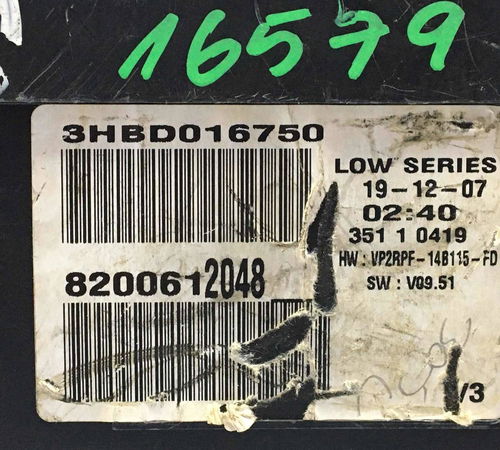 16579
3HBD016750
LOW SERIES
19-12-07
02:40
351 1 0419
HW : VP2RPF-14B115-FD
SW : V09.51
8200612048
/3